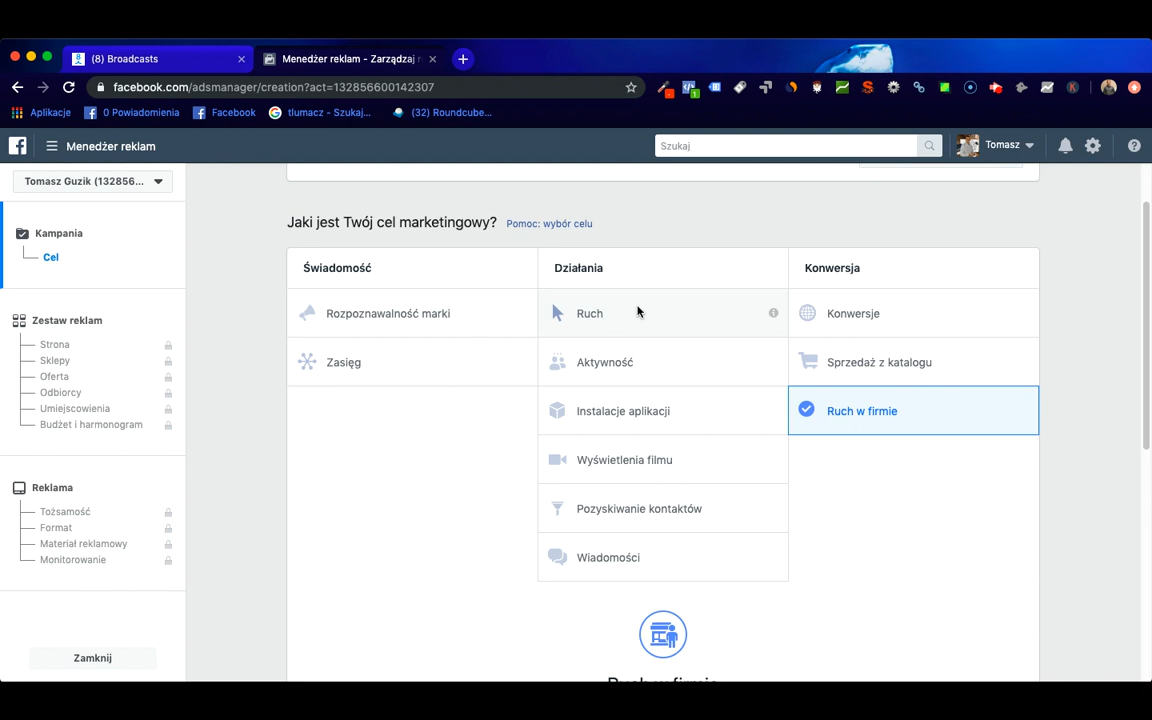 (8) Broadcasts
Menedżer reklam - Zarządzaj
facebook.com/adsmanager/creation?act=132856600142307
Aplikacje
0 Powiadomienia
Facebook
tlumacz - Szukaj...
(32) Roundcube...
Menedżer reklam
Szukaj
Tomasz
Tomasz Guzik (132856...
Kampania
Cel
Zestaw reklam
Strona
Sklepy
Oferta
Odbiorcy
Umiejscowienia
Budżet i harmonogram
Reklama
Tożsamość
Format
Materiał reklamowy
Monitorowanie
Zamknij
Jaki jest Twój cel marketingowy? Pomoc: wybór celu
Świadomość
Działania
Konwersja
Rozpoznawalność marki
Ruch
Konwersje
Zasięg
Aktywność
Sprzedaż z katalogu
Instalacje aplikacji
Ruch w firmie
Wyświetlenia filmu
Pozyskiwanie kontaktów
Wiadomości
Ruch w firmie